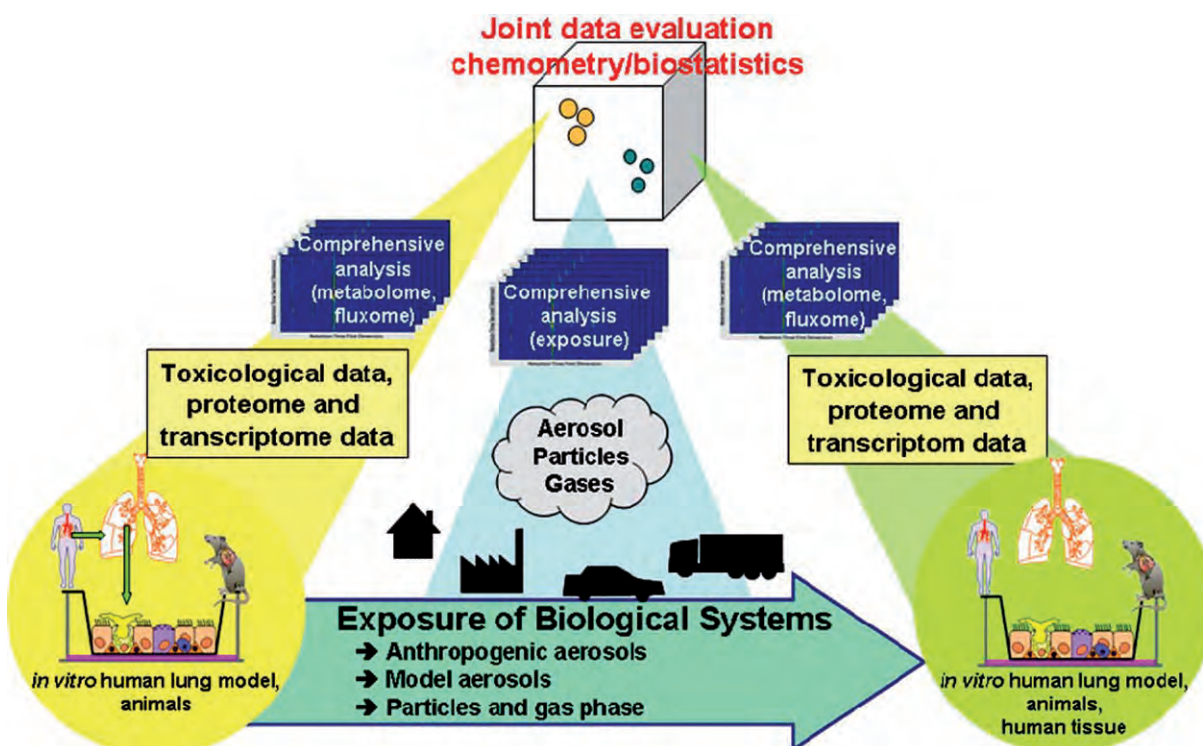 Joint data evaluation
chemometry/biostatistics
Comprehensive
analysis
(metabolome,
fluxome)
Comprehensive
analysis
(exposure)
Comprehensive
analysis
(metabolome,
fluxome)
Toxicological data,
proteome and
transcriptome data
Toxicological data,
proteome and
transcriptom data
Aerosol
Particles
Gases
Exposure of Biological Systems
➔ Anthropogenic aerosols
➔ Model aerosols
➔ Particles and gas phase
in vitro human lung model,
animals
in vitro human lung model,
animals,
human tissue